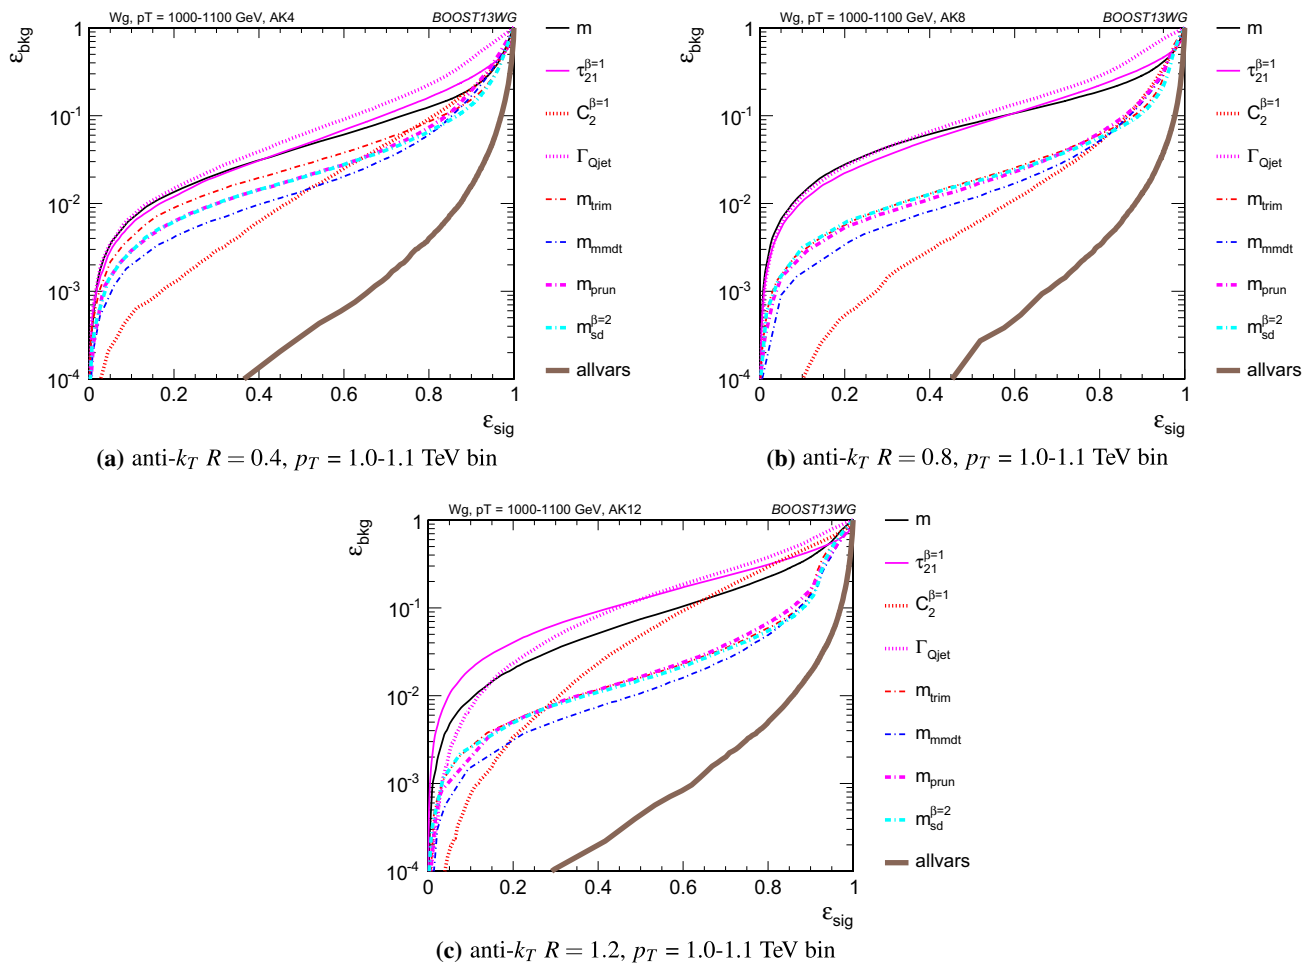 Wg, pT = 1000-1100 GeV, AK4
BOOST13WG
ε_bkg
1
10^-1
10^-2
10^-3
10^-4
0 0.2 0.4 0.6 0.8 1
ε_sig
m
τ_21^β=1
C_2^β=1
Γ_Qjet
m_trim
m_mmdt
m_prun
m_sd^β=2
allvars
(a) anti-k_T R = 0.4, p_T = 1.0-1.1 TeV bin
Wg, pT = 1000-1100 GeV, AK8
BOOST13WG
ε_bkg
1
10^-1
10^-2
10^-3
10^-4
0 0.2 0.4 0.6 0.8 1
ε_sig
m
τ_21^β=1
C_2^β=1
Γ_Qjet
m_trim
m_mmdt
m_prun
m_sd^β=2
allvars
(b) anti-k_T R = 0.8, p_T = 1.0-1.1 TeV bin
Wg, pT = 1000-1100 GeV, AK12
BOOST13WG
ε_bkg
1
10^-1
10^-2
10^-3
10^-4
0 0.2 0.4 0.6 0.8 1
ε_sig
m
τ_21^β=1
C_2^β=1
Γ_Qjet
m_trim
m_mmdt
m_prun
m_sd^β=2
allvars
(c) anti-k_T R = 1.2, p_T = 1.0-1.1 TeV bin